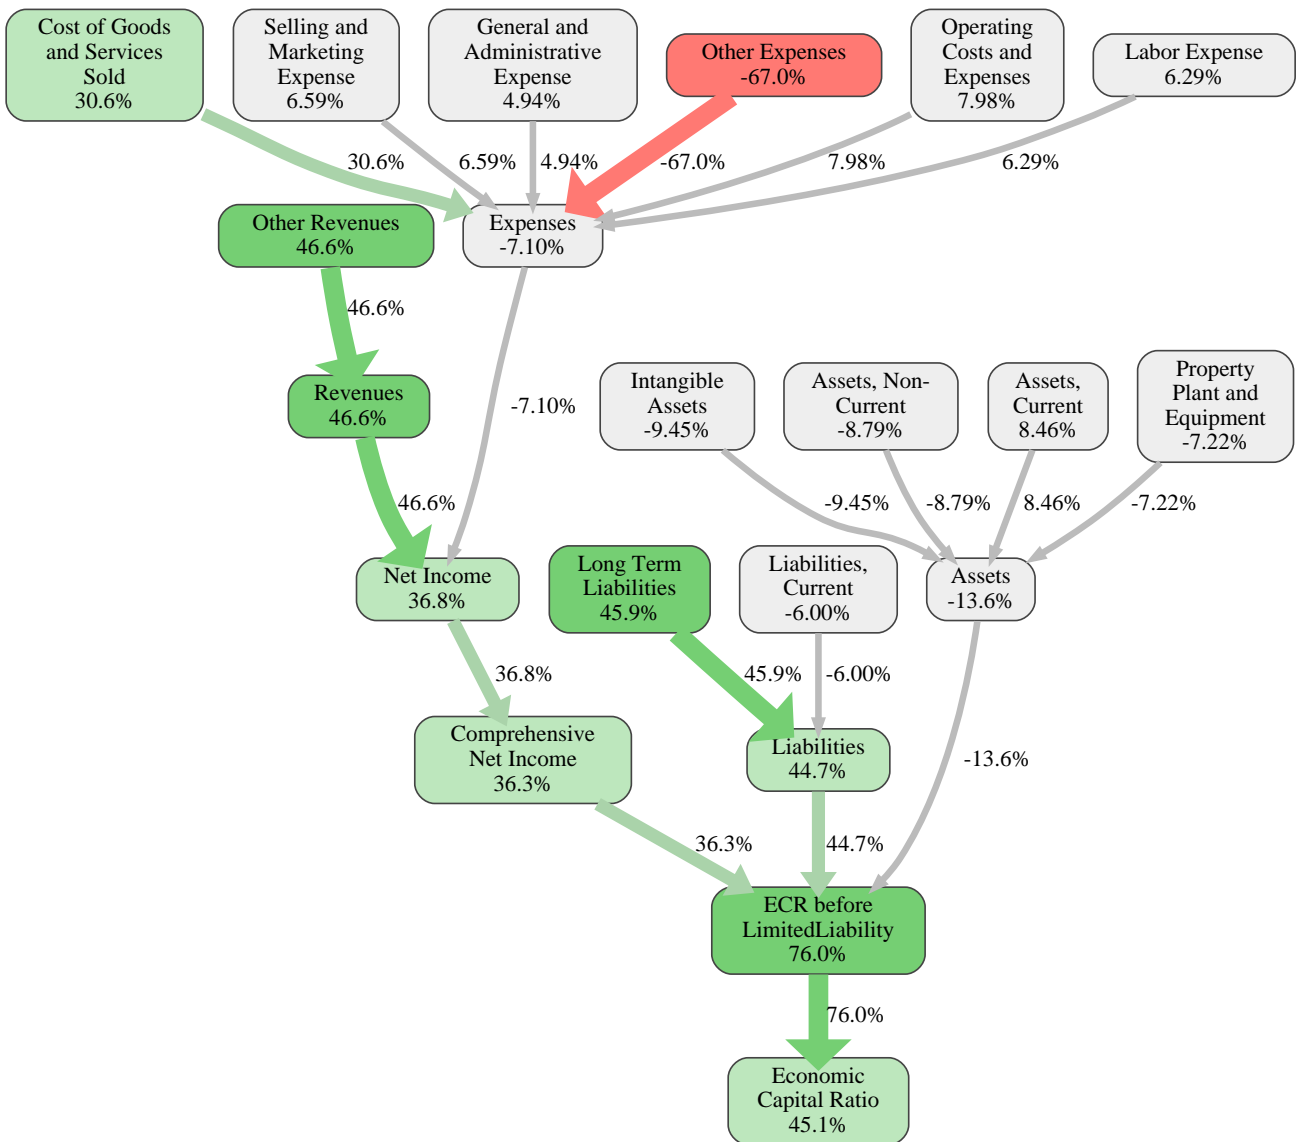 Cost of Goods
and Services
Sold
30.6%
Selling and
Marketing
Expense
6.59%
General and
Administrative
Expense
4.94%
Other Expenses
-67.0%
Operating
Costs and
Expenses
7.98%
Labor Expense
6.29%
30.6%
6.59%
4.94%
-67.0%
7.98%
6.29%
Other Revenues
46.6%
Expenses
-7.10%
46.6%
Revenues
46.6%
-7.10%
Intangible
Assets
-9.45%
Assets, Non-
Current
-8.79%
Assets,
Current
8.46%
Property
Plant and
Equipment
-7.22%
46.6%
-9.45%
-8.79%
8.46%
-7.22%
Net Income
36.8%
Long Term
Liabilities
45.9%
Liabilities,
Current
-6.00%
Assets
-13.6%
36.8%
45.9%
-6.00%
Comprehensive
Net Income
36.3%
Liabilities
44.7%
-13.6%
36.3%
44.7%
ECR before
LimitedLiability
76.0%
76.0%
Economic
Capital Ratio
45.1%